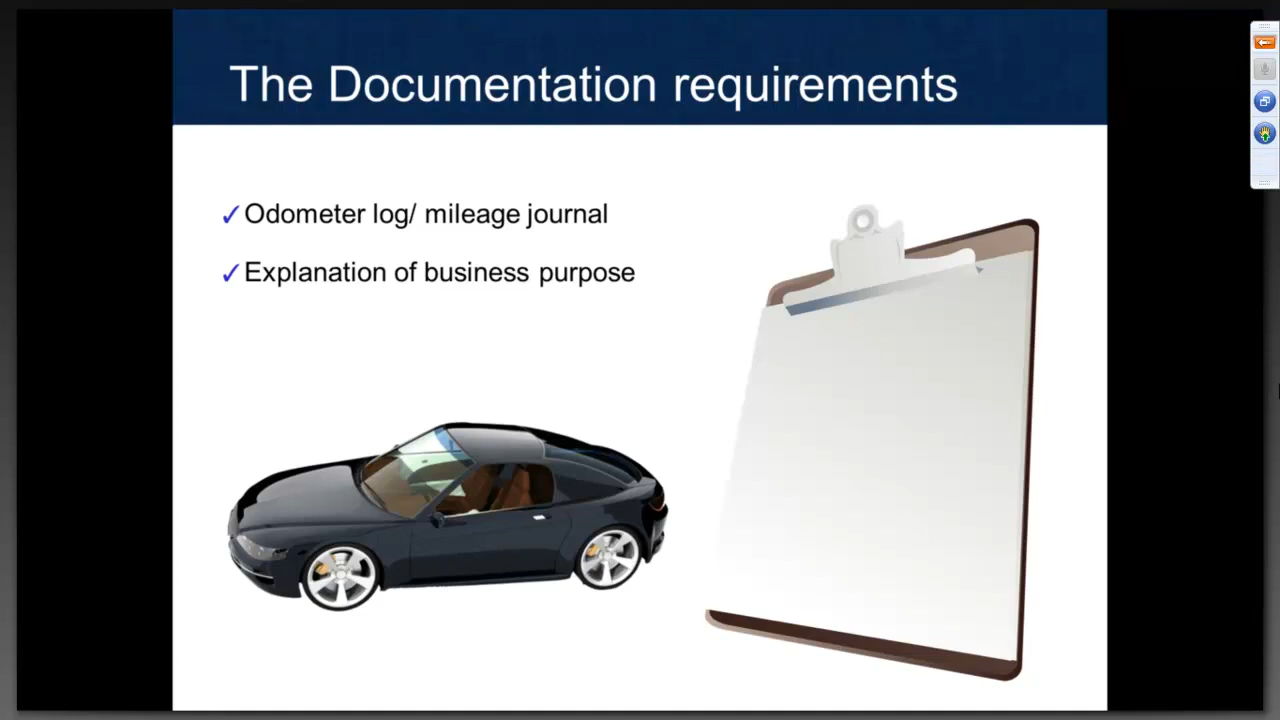 The Documentation requirements
✓Odometer log/ mileage journal
✓Explanation of business purpose